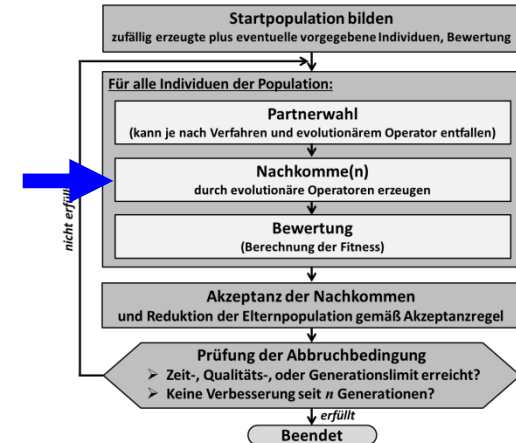 Startpopulation bilden
zufällig erzeugte plus eventuelle vorgegebene Individuen, Bewertung
Für alle Individuen der Population:
Partnerwahl
(kann je nach Verfahren und evolutionärem Operator entfallen)
Nachkomme(n)
durch evolutionäre Operatoren erzeugen
Bewertung
(Berechnung der Fitness)
nicht erfüllt
Akzeptanz der Nachkommen
und Reduktion der Elternpopulation gemäß Akzeptanzregel
Prüfung der Abbruchbedingung
➢ Zeit-, Qualitäts-, oder Generationslimit erreicht?
➢ Keine Verbesserung seit n Generationen?
erfüllt
Beendet